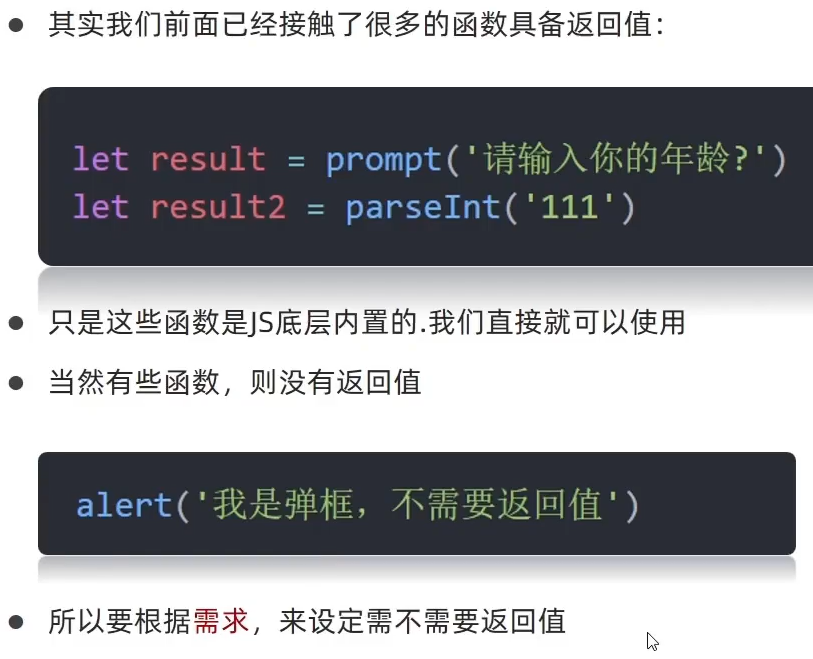 其实我们前面已经接触了很多的函数具备返回值：
let result = prompt('请输入你的年龄?')
let result2 = parseInt('111')
只是这些函数是JS底层内置的.我们直接就可以使用
当然有些函数，则没有返回值
alert('我是弹框，不需要返回值')
所以要根据需求，来设定需不需要返回值